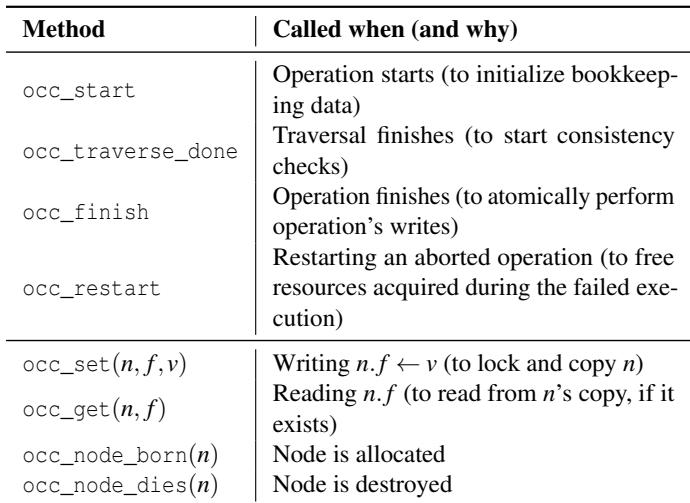 Method Called when (and why)
occ_start Operation starts (to initialize bookkeep-
ing data)
occ_traverse_done Traversal finishes (to start consistency
checks)
occ_finish Operation finishes (to atomically perform
operation's writes)
Restarting an aborted operation (to free
occ_restart resources acquired during the failed exe-
cution)
occ_set(n, f, v) Writing n.f ← v (to lock and copy n)
occ_get(n, f) Reading n.f (to read from n's copy, if it
exists)
occ_node_born(n) Node is allocated
occ_node_dies(n) Node is destroyed